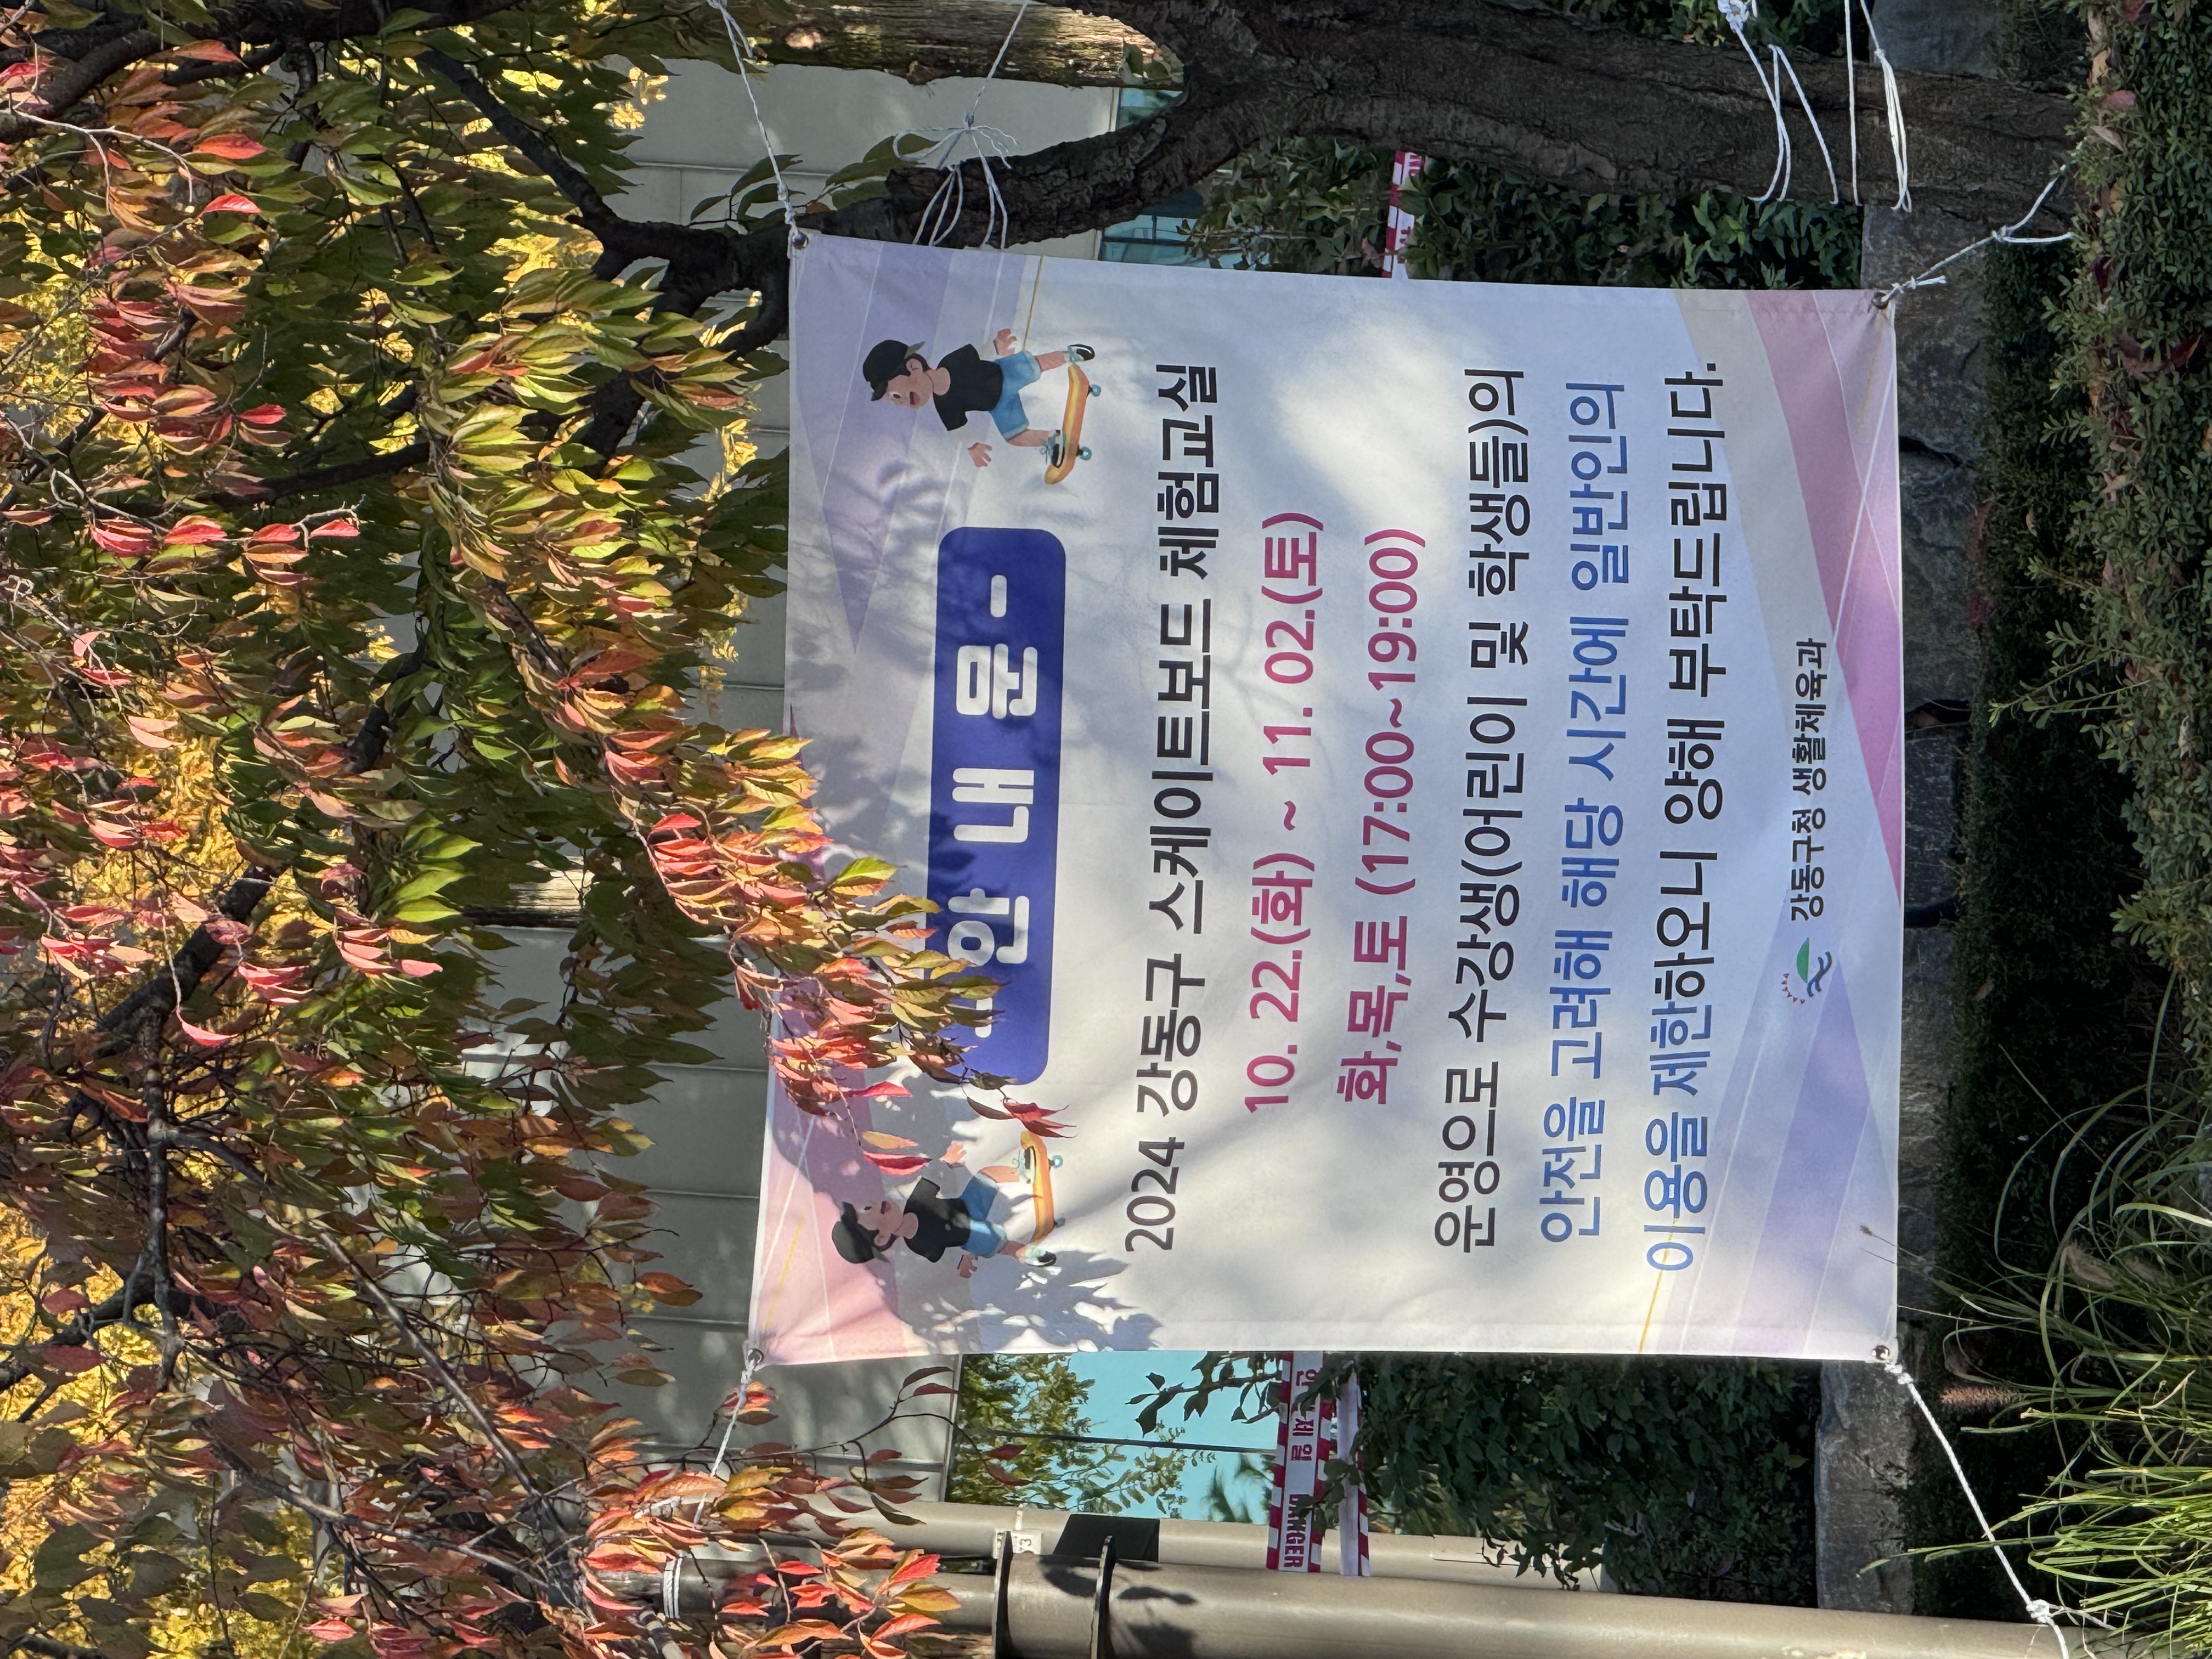 - 안 내 문 -
2024 강동구 스케이트보드 체험교실
10. 22.(화) ~ 11. 02.(토)
화,목,토 (17:00~19:00)
운영으로 수강생(어린이 및 학생들)의
안전을 고려해 해당 시간에 일반인의
이용을 제한하오니 양해 부탁드립니다.
강동구청 생활체육과
DANGER